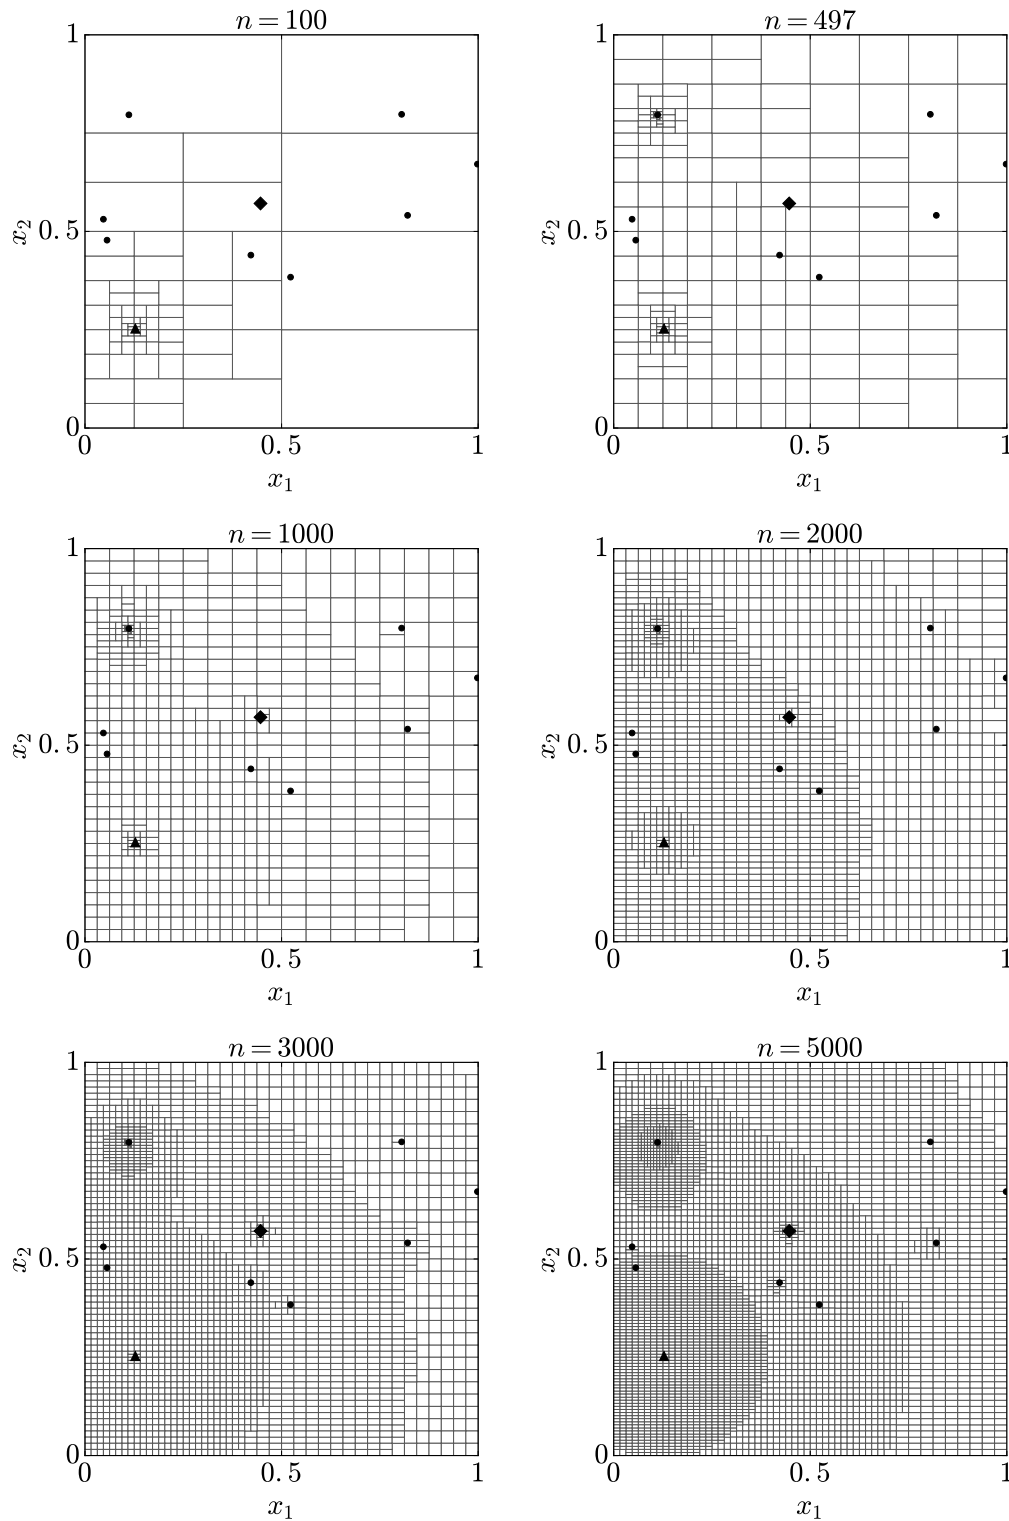 n = 100 n = 497
1 1
x₂ 0.5 x₂ 0.5
0 0
0 0.5 1 0 0.5 1
x₁ x₁
n = 1000 n = 2000
1 1
x₂ 0.5 x₂ 0.5
0 0
0 0.5 1 0 0.5 1
x₁ x₁
n = 3000 n = 5000
1 1
x₂ 0.5 x₂ 0.5
0 0
0 0.5 1 0 0.5 1
x₁ x₁